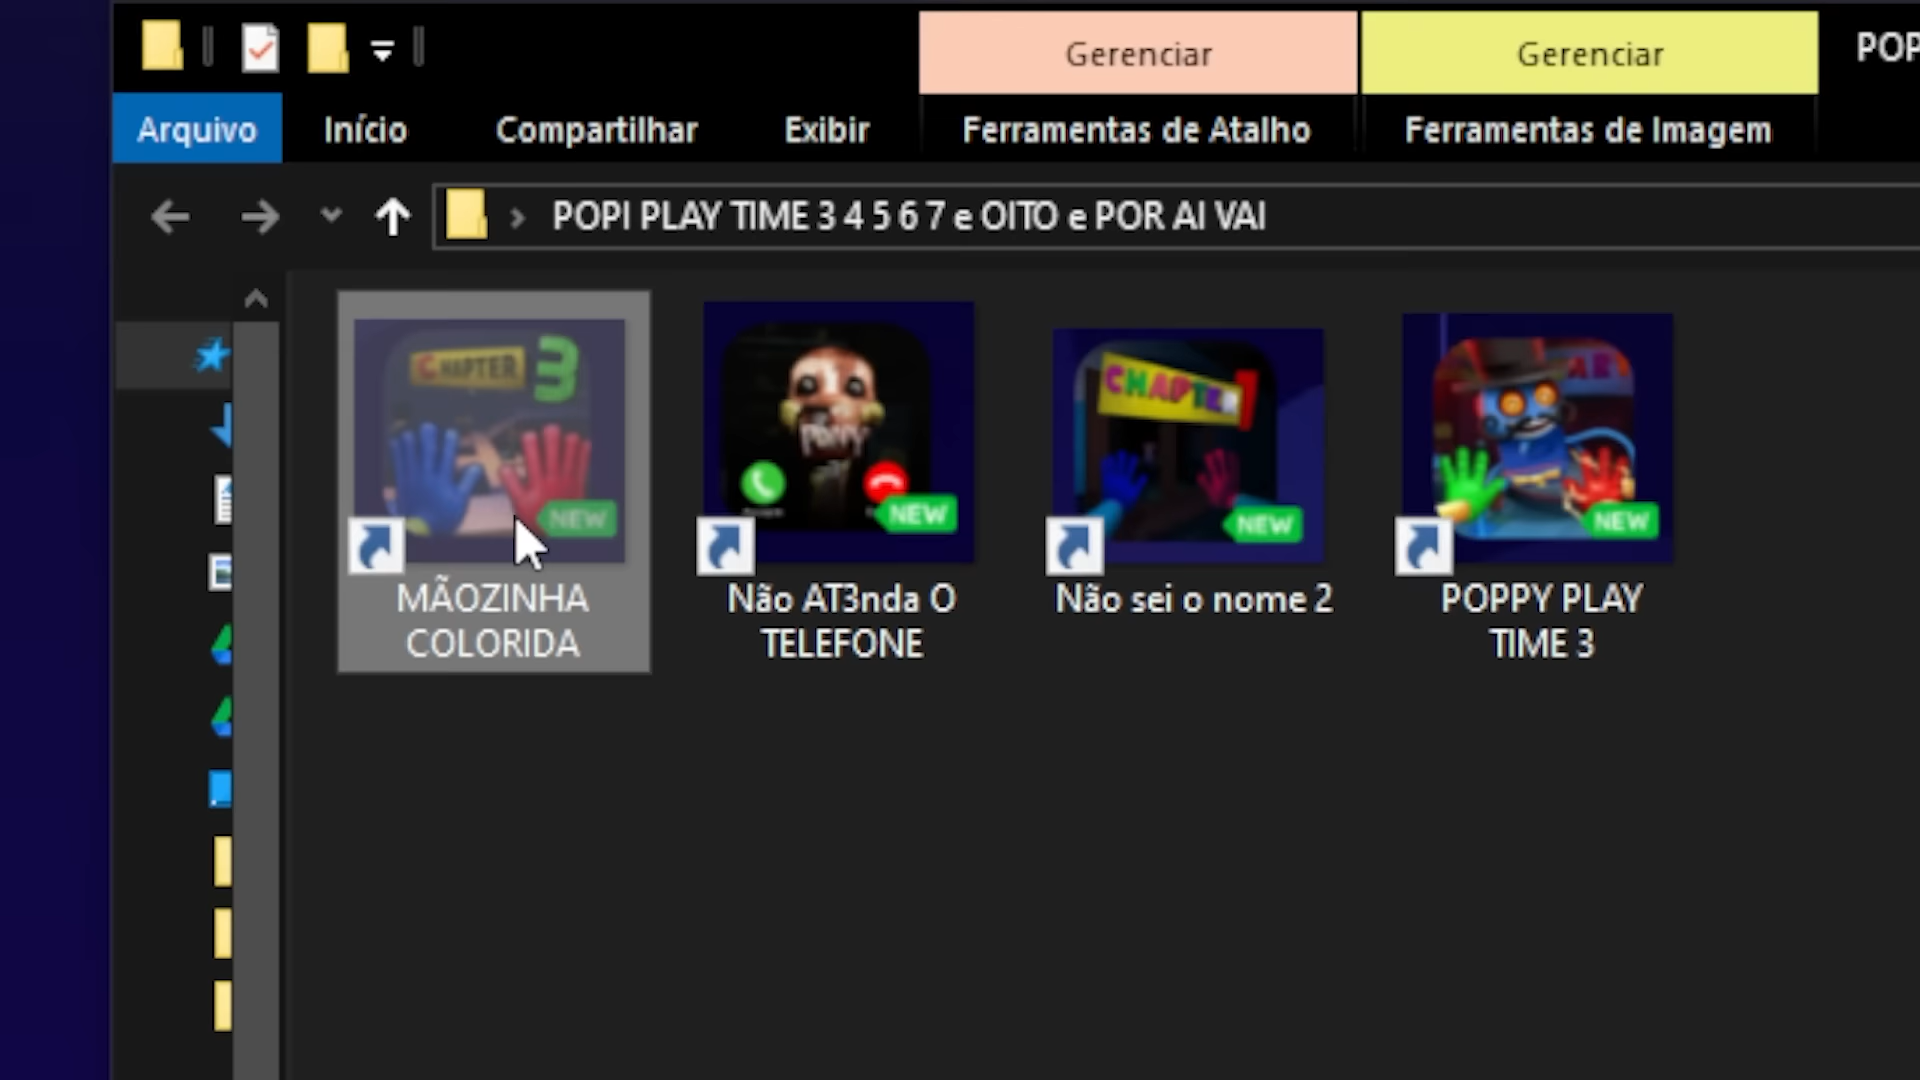 Gerenciar
Gerenciar
POP
Arquivo
Início
Compartilhar
Exibir
Ferramentas de Atalho
Ferramentas de Imagem
POPI PLAY TIME 3 4 5 6 7 e OITO e POR AI VAI
CHAPTER 3
NEW
MÃOZINHA
COLORIDA
NEW
Não AT3nda O
TELEFONE
CHAPTER
NEW
Não sei o nome 2
NEW
POPPY PLAY
TIME 3